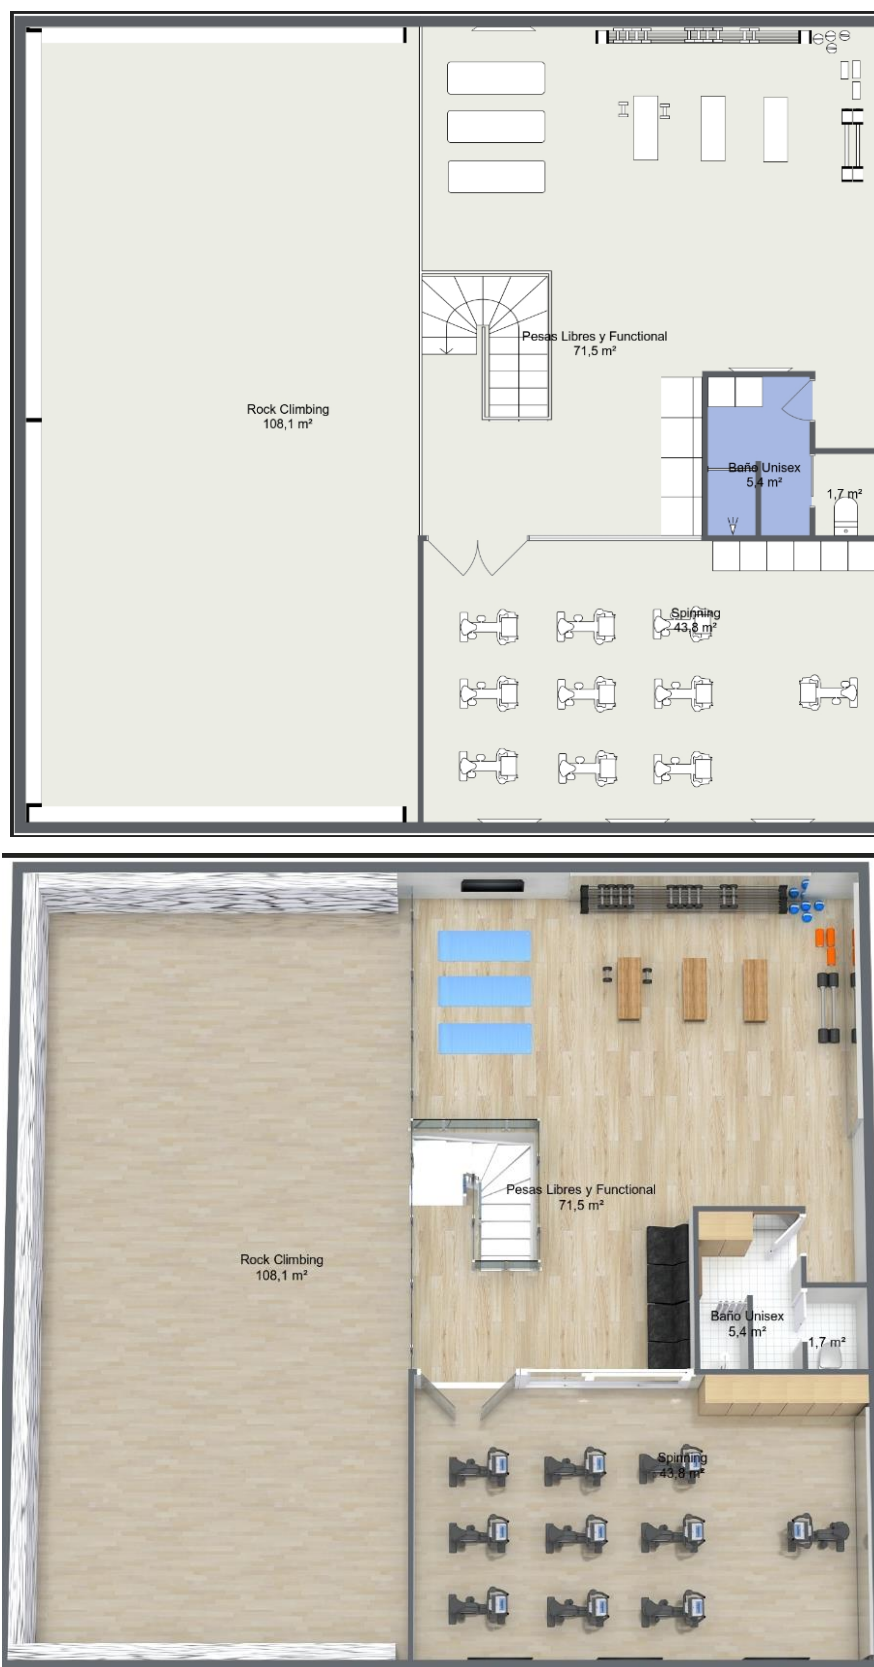 Pesas Libres y Functional
71,5 m²
Rock Climbing
108,1 m²
Baño Unisex
5,4 m²
1,7 m²
Spinning
43,8 m²
Pesas Libres y Functional
71,5 m²
Rock Climbing
108,1 m²
Baño Unisex
5,4 m²
1,7 m²
Spinning
43,8 m²